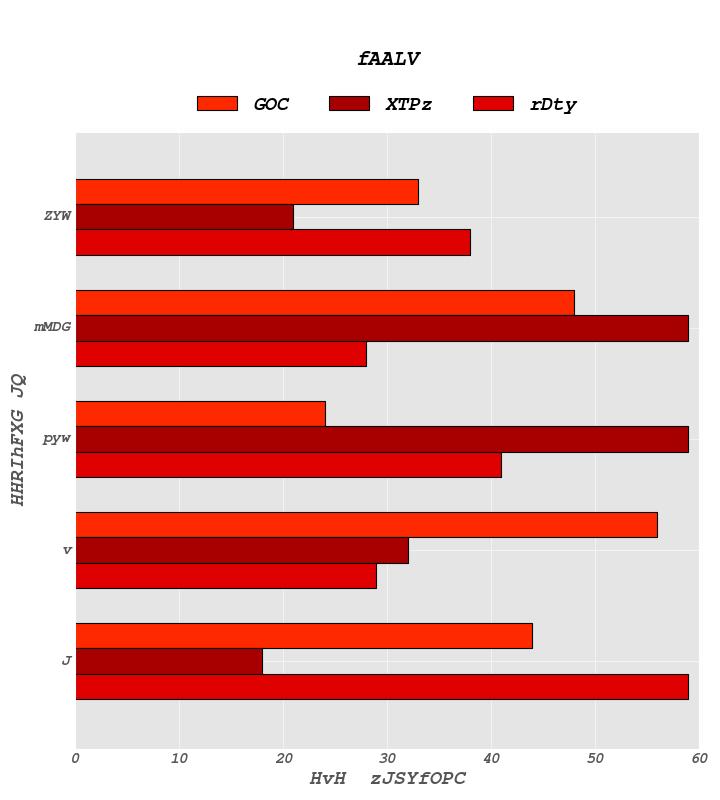 fAALV
GOC XTPz rDty
ZYW
mMDG
pyw
v
J
HHRIhFXG JQ
0 10 20 30 40 50 60
HvH  zJSYfOPC